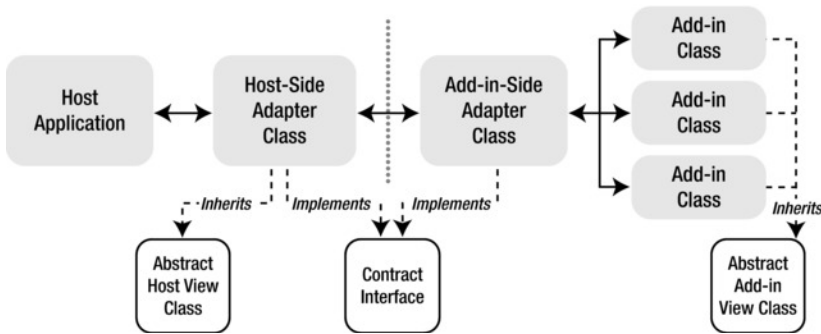 Host
Application
Host-Side
Adapter
Class
Add-in-Side
Adapter
Class
Add-in
Class
Add-in
Class
Add-in
Class
Inherits
Implements
Implements
Inherits
Abstract
Host View
Class
Contract
Interface
Abstract
Add-in
View Class